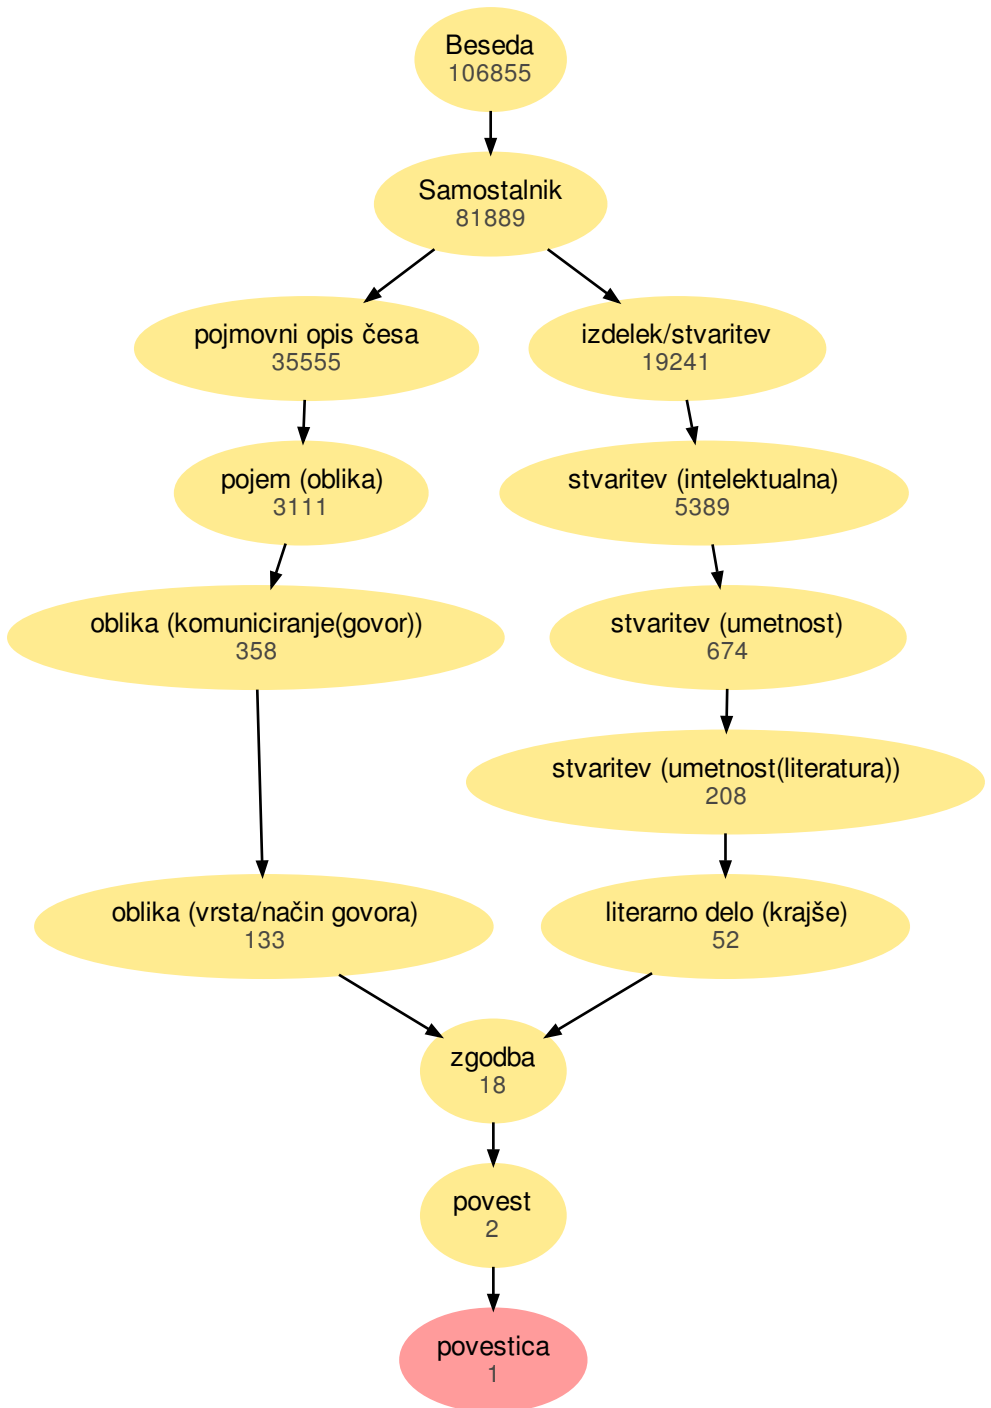 Beseda
106855
Samostalnik
81889
pojmovni opis česa
35555
izdelek/stvaritev
19241
pojem (oblika)
3111
stvaritev (intelektualna)
5389
oblika (komuniciranje(govor))
358
stvaritev (umetnost)
674
stvaritev (umetnost(literatura))
208
oblika (vrsta/način govora)
133
literarno delo (krajše)
52
zgodba
18
povest
2
povestica
1